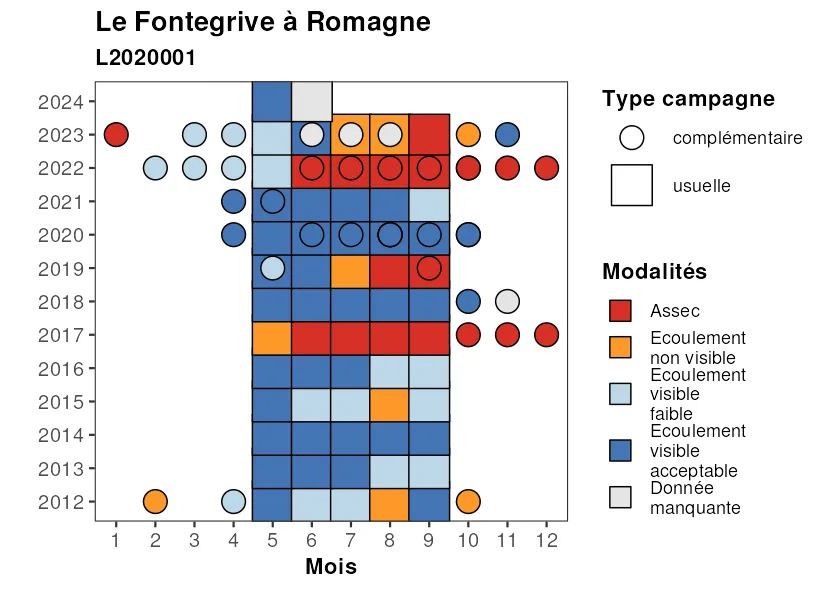 Le Fontegrive à Romagne
L2020001
2024
2023
2022
2021
2020
2019
2018
2017
2016
2015
2014
2013
2012
1 2 3 4 5 6 7 8 9 10 11 12
Mois
Type campagne
complémentaire
usuelle
Modalités
Assec
Ecoulement
non visible
Ecoulement
visible
faible
Ecoulement
visible
acceptable
Donnée
manquante